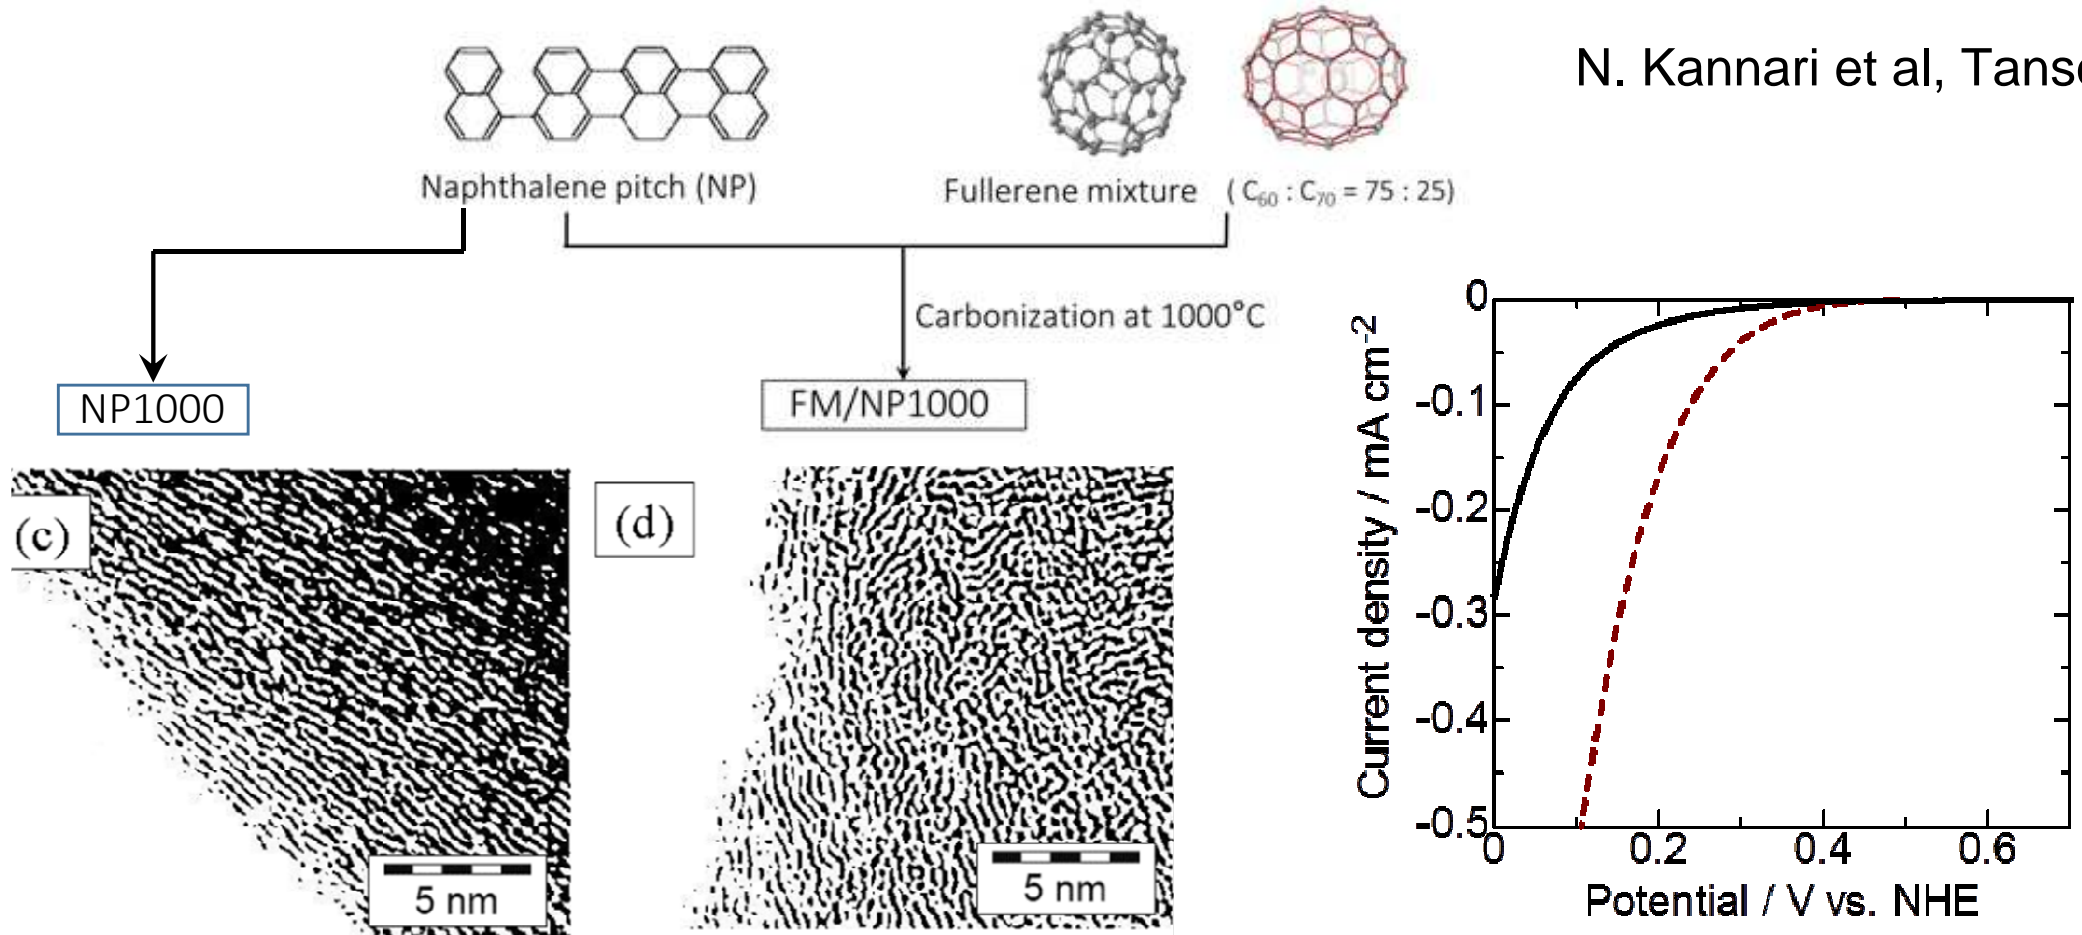 N. Kannari et al, Tans
Naphthalene pitch (NP)
Fullerene mixture ( C₆₀ : C₇₀ = 75 : 25)
Carbonization at 1000°C
NP1000
FM/NP1000
(c)
5 nm
(d)
5 nm
Current density / mA cm⁻²
0
-0.1
-0.2
-0.3
-0.4
-0.5
0 0.2 0.4 0.6
Potential / V vs. NHE